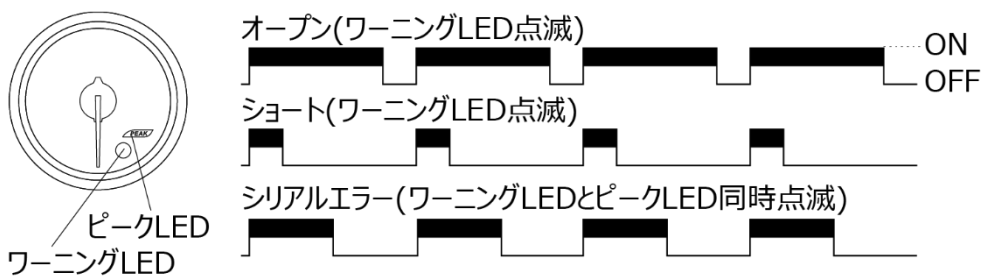 オープン(ワーニングLED点滅)
ON
OFF
ショート(ワーニングLED点滅)
PEAK
シリアルエラー(ワーニングLEDとピークLED同時点滅)
ピークLED
ワーニングLED